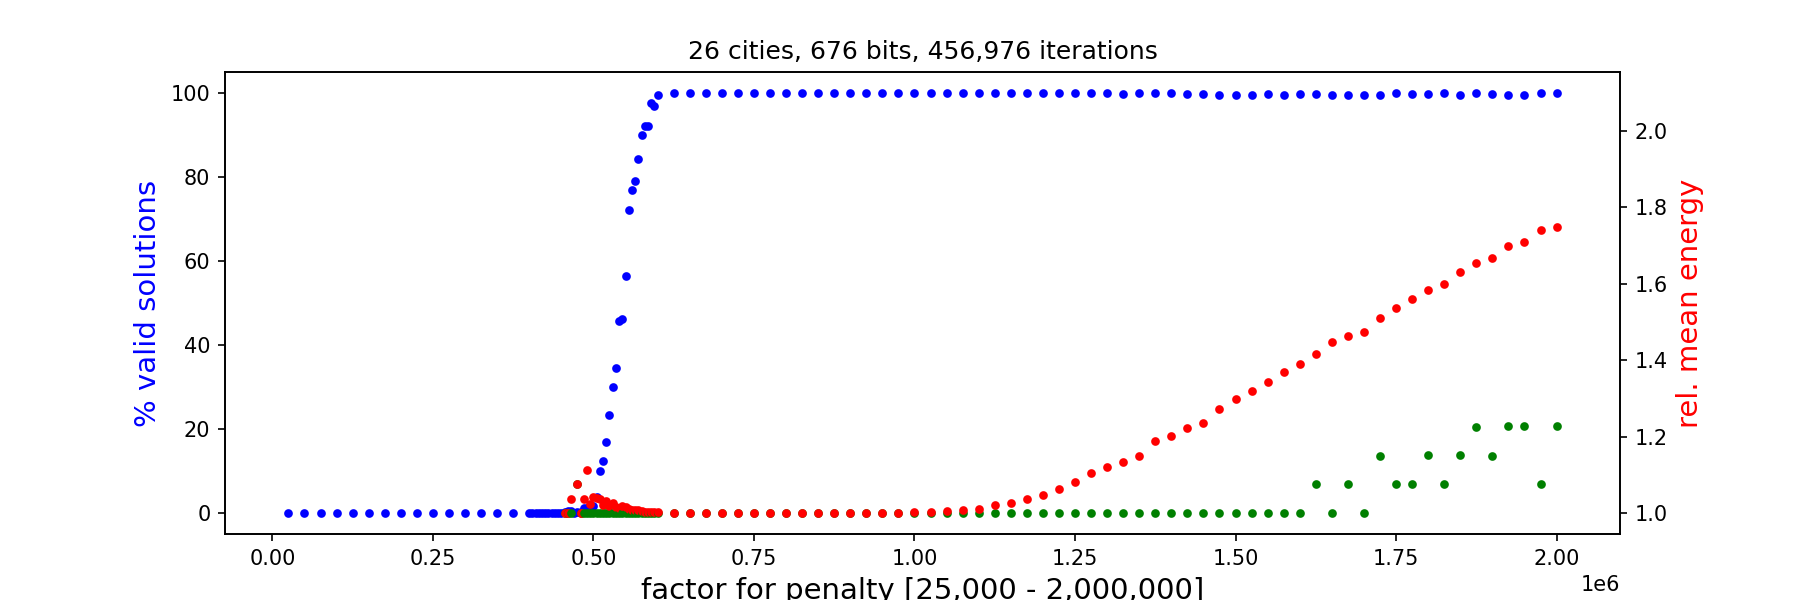 26 cities, 676 bits, 456,976 iterations
100
80
60
40
20
0
% valid solutions
2.0
1.8
1.6
1.4
1.2
1.0
rel. mean energy
0.00 0.25 0.50 0.75 1.00 1.25 1.50 1.75 2.00
1e6
factor for penalty [25,000 - 2,000,000]